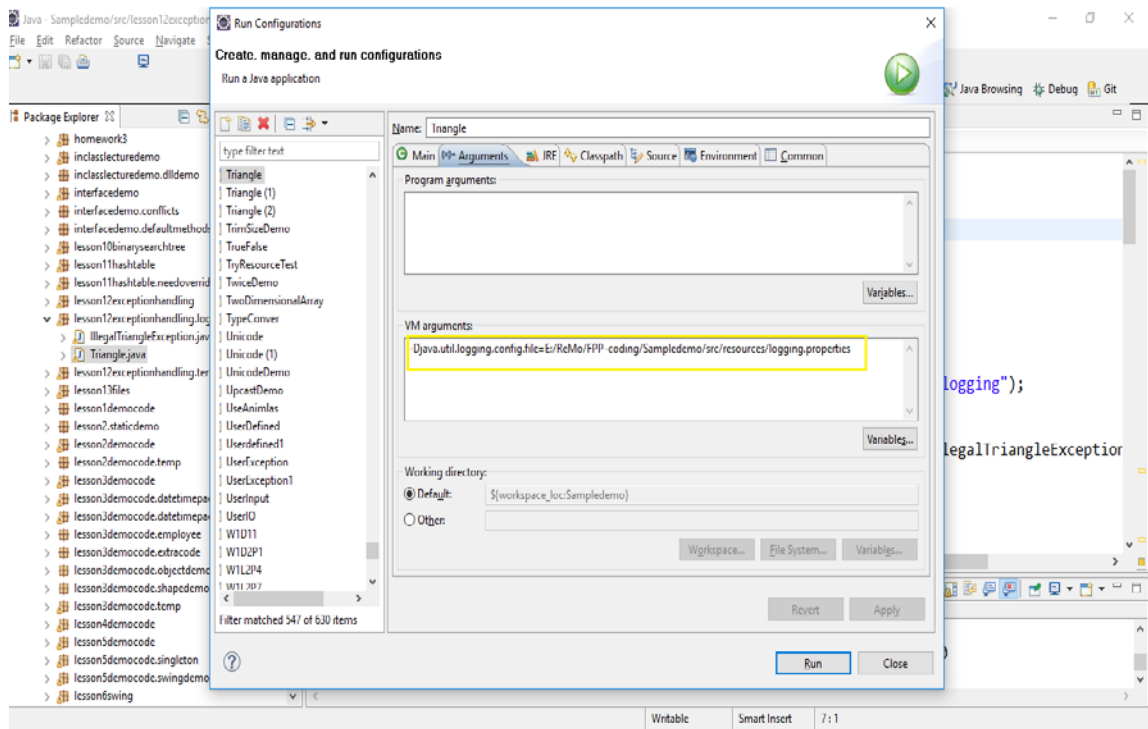 Java - Sampledemo/src/lesson12exception
File Edit Refactor Source Navigate
Java Browsing Debug Git
Package Explorer
homework3
inclasslecturedemo
inclasslecturedemo.dlldemo
interfacedemo
interfacedemo.conflicts
interfacedemo.defaultmethods
lesson10binarysearchtree
lesson11hashtable
lesson11hashtable.needoverrid
lesson12exceptionhandling
lesson12exceptionhandling.log
IllegalTriangleException.jav
Triangle.java
lesson12exceptionhandling.ter
lesson13files
lesson1democode
lesson2.staticdemo
lesson2democode
lesson2democode.temp
lesson3democode
lesson3democode.datetimepa
lesson3democode.datetimepa
lesson3democode.employee
lesson3democode.extracode
lesson3democode.objectdemo
lesson3democode.shapedemo
lesson3democode.temp
lesson4democode
lesson5democode
lesson5democode.singleton
lesson5democode.swingdemo
lesson6swing
Run Configurations
Create, manage, and run configurations
Run a Java application
type filter text
Triangle
Triangle (1)
Triangle (2)
TrimSizeDemo
TrueFalse
TryResourceTest
TwiceDemo
TwoDimensionalArray
TypeConver
Unicode
Unicode (1)
UnicodeDemo
UpcastDemo
UseAnimlas
UserDefined
Userdefined1
UserException
UserException1
UserInput
UserIO
W1D11
W1D2P1
W1L2P4
W1L2P7
Filter matched 547 of 630 items
Name: Triangle
Main Arguments JRE Classpath Source Environment Common
Program arguments:
Variables...
VM arguments:
-Djava.util.logging.config.file=E:/ReMo/FPP-coding/Sampledemo/src/resources/logging.properties
Variables...
Working directory:
Default: ${workspace_loc:Sampledemo}
Other:
Workspace... File System... Variables...
Revert Apply
Run Close
logging");
legalTriangleException
Writable Smart Insert 7 : 1